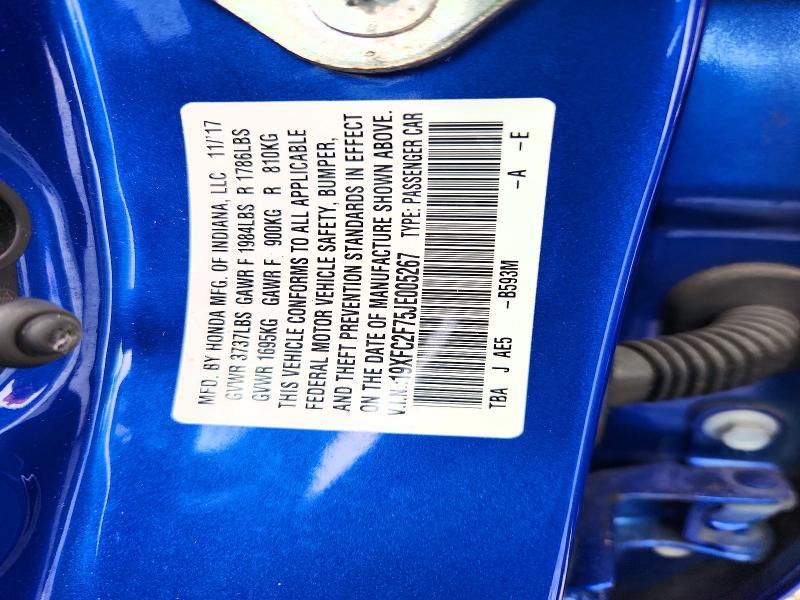 MFD. BY HONDA MFG. OF INDIANA, LLC 11/17
GVWR 3737LBS GAWR F 1984LBS R 1786LBS
GVWR 1695KG GAWR F 900KG R 810KG
THIS VEHICLE CONFORMS TO ALL APPLICABLE
FEDERAL MOTOR VEHICLE SAFETY, BUMPER,
AND THEFT PREVENTION STANDARDS IN EFFECT
ON THE DATE OF MANUFACTURE SHOWN ABOVE.
V.I.N.:19XFC2F75JE005267 TYPE: PASSENGER CAR
TBA J AE5 -B593M -A -E